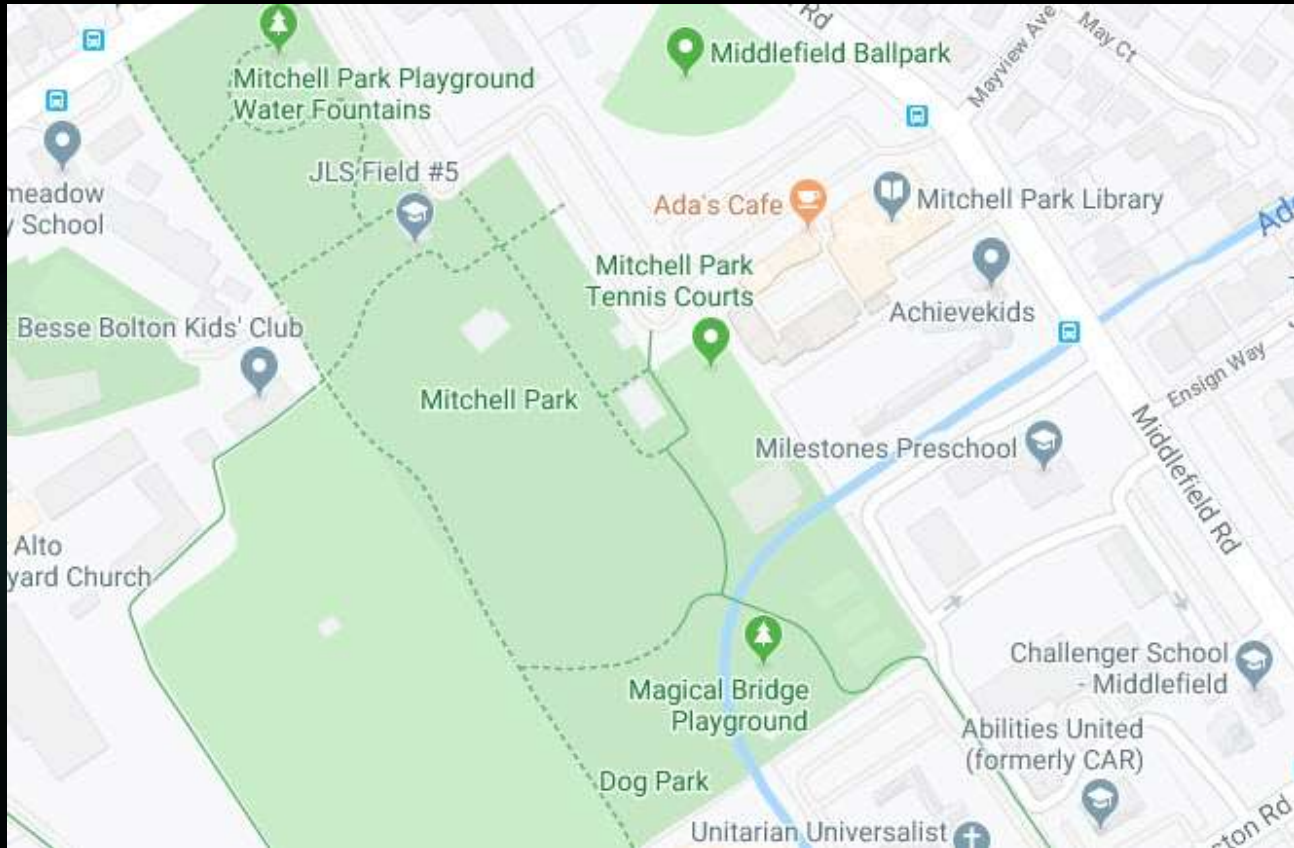 Rd
May Ct
Mayview Ave
Middlefield Ballpark
Mitchell Park Playground
Water Fountains
JLS Field #5
meadow
y School
Ada's Cafe
Mitchell Park Library
Ad
Mitchell Park
Tennis Courts
Achievekids
Besse Bolton Kids' Club
Ensign Way
Mitchell Park
Milestones Preschool
Middlefield Rd
Alto
yard Church
Challenger School
- Middlefield
Magical Bridge
Playground
Abilities United
(formerly CAR)
Dog Park
Unitarian Universalist
ston Rd